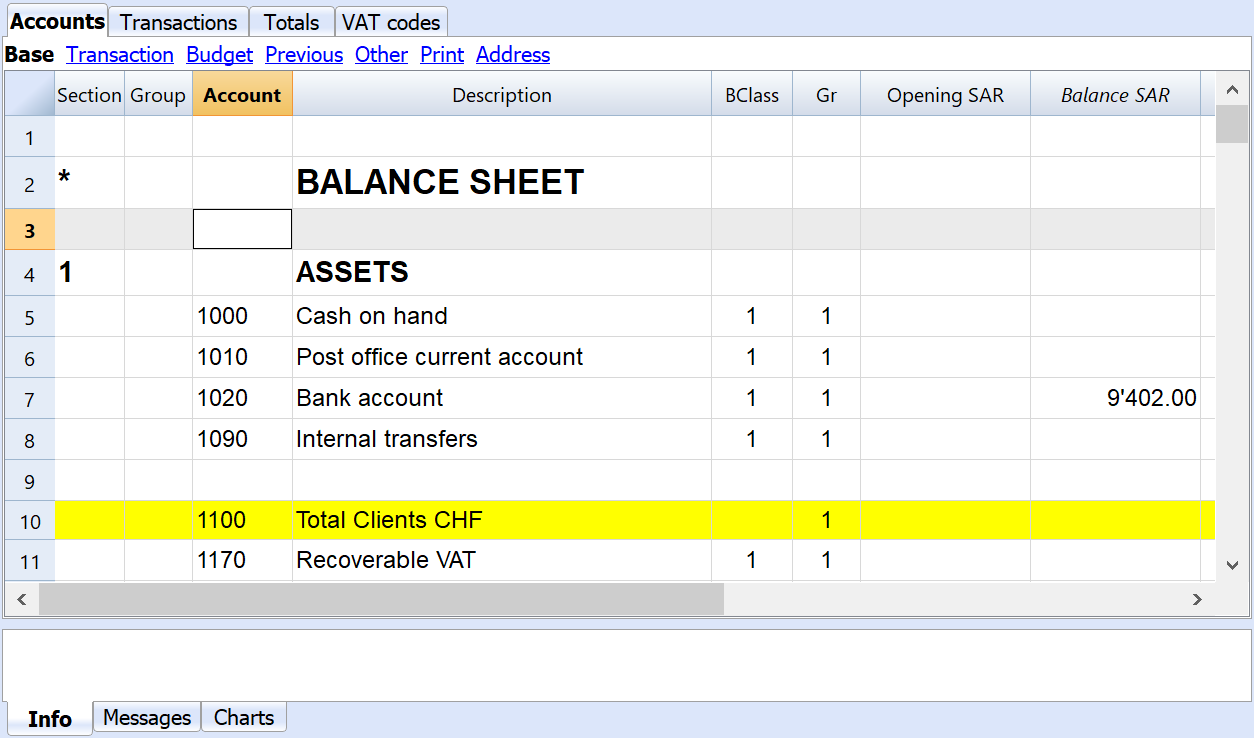 Accounts Transactions Totals VAT codes
Base Transaction Budget Previous Other Print Address
Section Group Account Description BClass Gr Opening SAR Balance SAR
1
2 * BALANCE SHEET
3
4 1 ASSETS
5 1000 Cash on hand 1 1
6 1010 Post office current account 1 1
7 1020 Bank account 1 1 9'402.00
8 1090 Internal transfers 1 1
9
10 1100 Total Clients CHF 1
11 1170 Recoverable VAT 1 1
Info Messages Charts